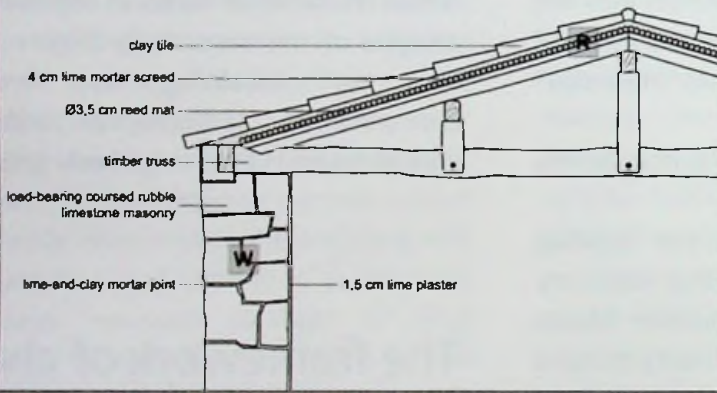 clay tile
R
4 cm lime mortar screed
Ø3,5 cm reed mat
timber truss
load-bearing coursed rubble
limestone masonry
W
lime-and-clay mortar joint
1,5 cm lime plaster